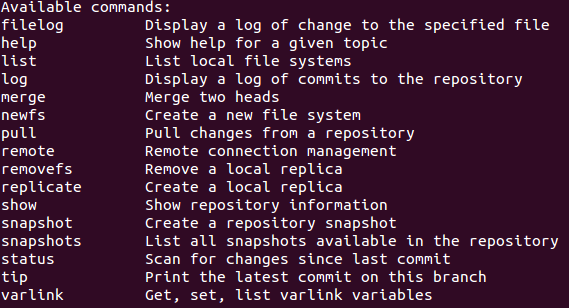 Available commands:
filelog Display a log of change to the specified file
help Show help for a given topic
list List local file systems
log Display a log of commits to the repository
merge Merge two heads
newfs Create a new file system
pull Pull changes from a repository
remote Remote connection management
removefs Remove a local replica
replicate Create a local replica
show Show repository information
snapshot Create a repository snapshot
snapshots List all snapshots available in the repository
status Scan for changes since last commit
tip Print the latest commit on this branch
varlink Get, set, list varlink variables